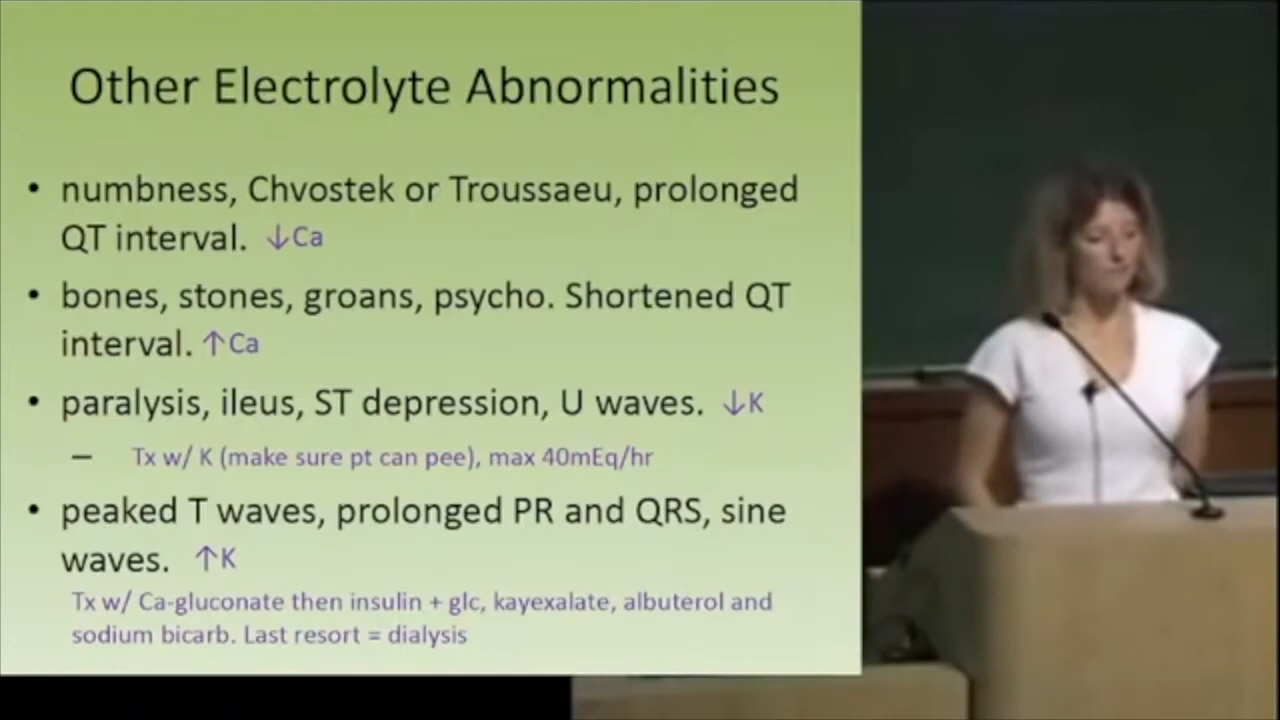 Other Electrolyte Abnormalities
• numbness, Chvostek or Troussaeu, prolonged
QT interval. ↓Ca
• bones, stones, groans, psycho. Shortened QT
interval. ↑Ca
• paralysis, ileus, ST depression, U waves. ↓K
– Tx w/ K (make sure pt can pee), max 40mEq/hr
• peaked T waves, prolonged PR and QRS, sine
waves. ↑K
Tx w/ Ca-gluconate then insulin + glc, kayexalate, albuterol and
sodium bicarb. Last resort = dialysis